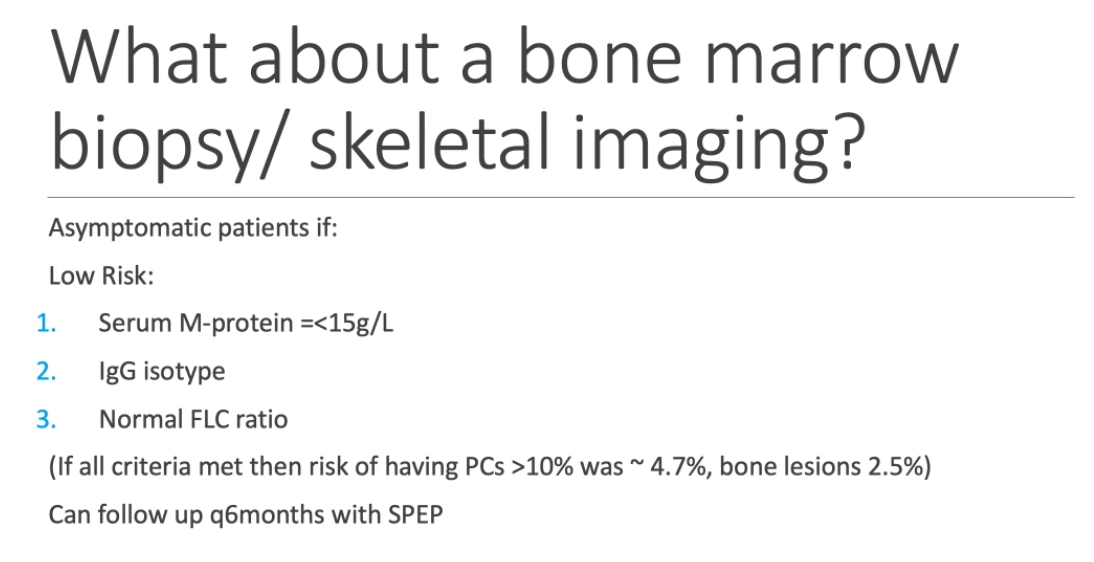 What about a bone marrow
biopsy/ skeletal imaging?
Asymptomatic patients if:
Low Risk:
1. Serum M-protein =<15g/L
2. IgG isotype
3. Normal FLC ratio
(If all criteria met then risk of having PCs >10% was ~ 4.7%, bone lesions 2.5%)
Can follow up q6months with SPEP